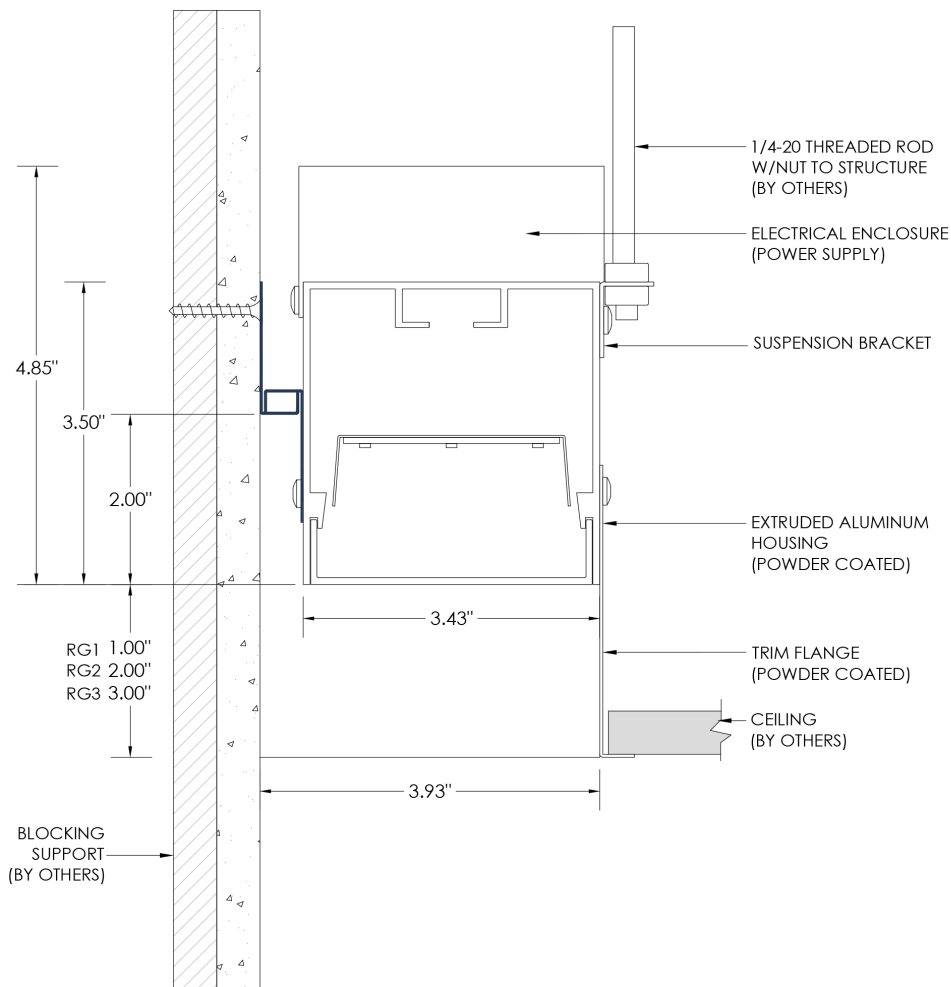 1/4-20 THREADED ROD
W/NUT TO STRUCTURE
(BY OTHERS)
ELECTRICAL ENCLOSURE
(POWER SUPPLY)
SUSPENSION BRACKET
4.85"
3.50"
2.00"
EXTRUDED ALUMINUM
HOUSING
(POWDER COATED)
3.43"
RG1 1.00"
RG2 2.00"
RG3 3.00"
TRIM FLANGE
(POWDER COATED)
CEILING
(BY OTHERS)
3.93"
BLOCKING
SUPPORT
(BY OTHERS)